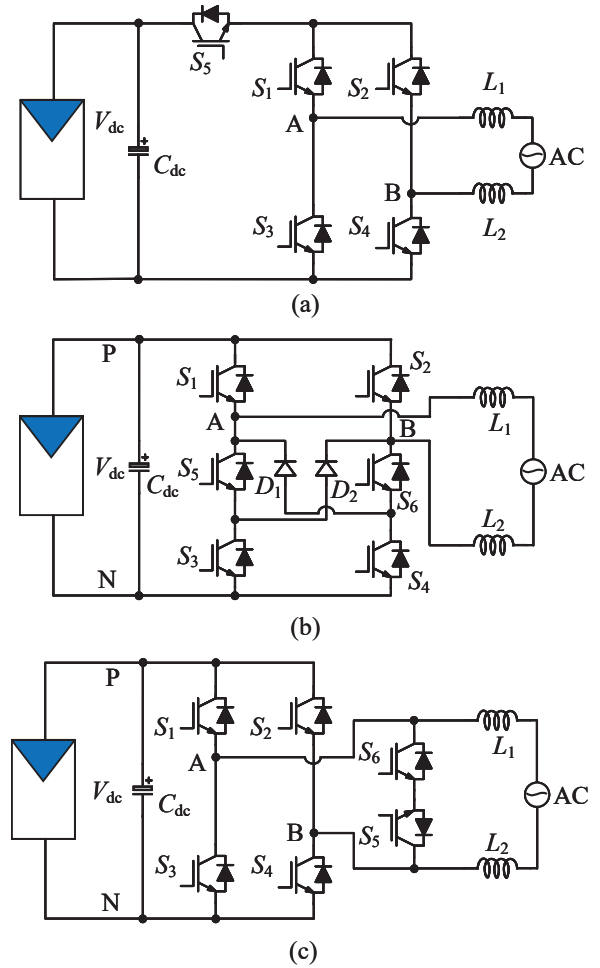 S5
S1 S2 L1
Vdc A
Cdc AC
B
S3 S4 L2
(a)
P
S1 S2
A B L1
Vdc Cdc S5 D1 D2 AC
S6
L2
S3
N S4
(b)
P
S1 S2
A S6 L1
Vdc Cdc AC
B S5
L2
S3 S4
N
(c)